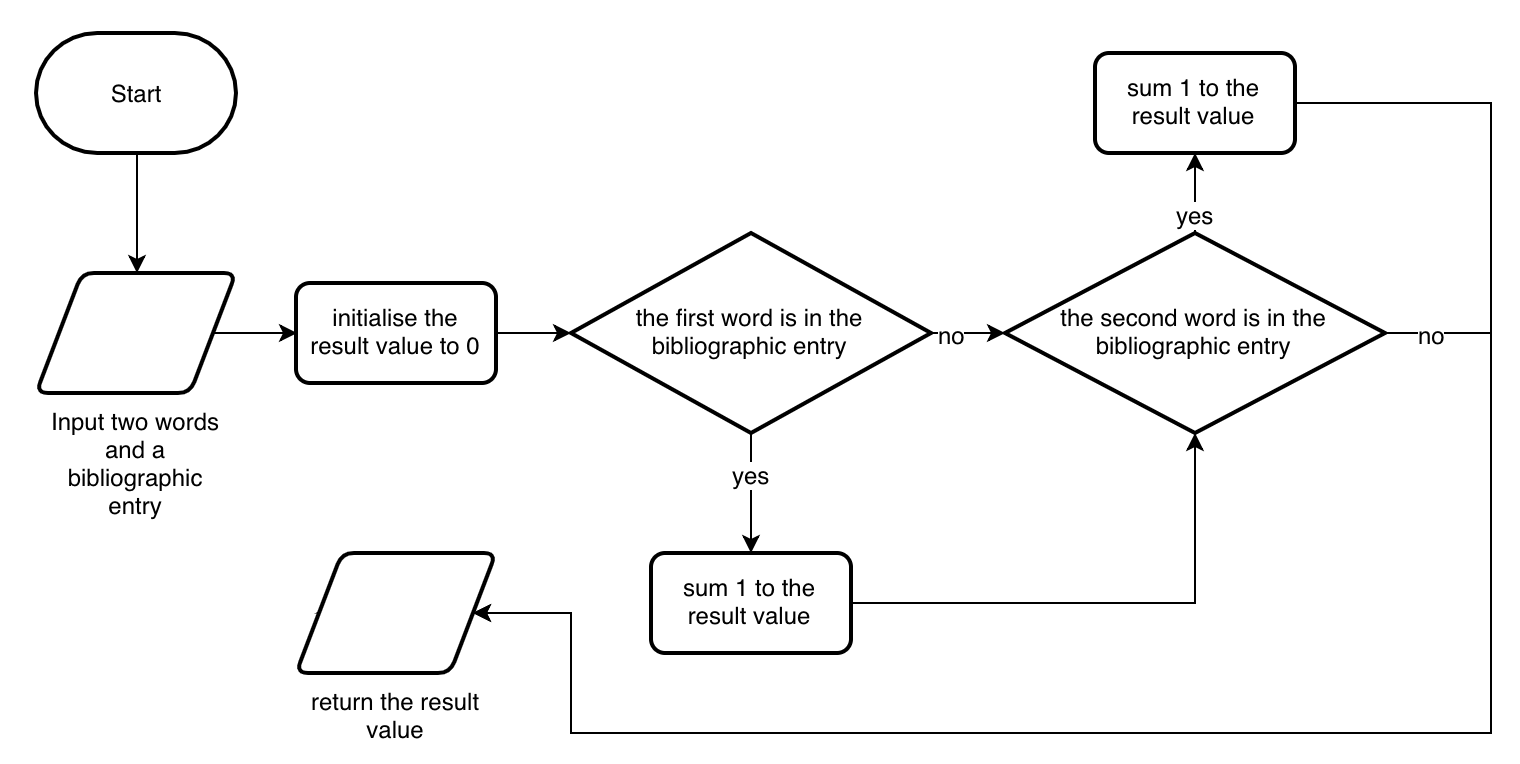 Start
Input two words
and a
bibliographic
entry
initialise the
result value to 0
the first word is in the
bibliographic entry
no
yes
sum 1 to the
result value
the second word is in the
bibliographic entry
yes
sum 1 to the
result value
no
return the result
value